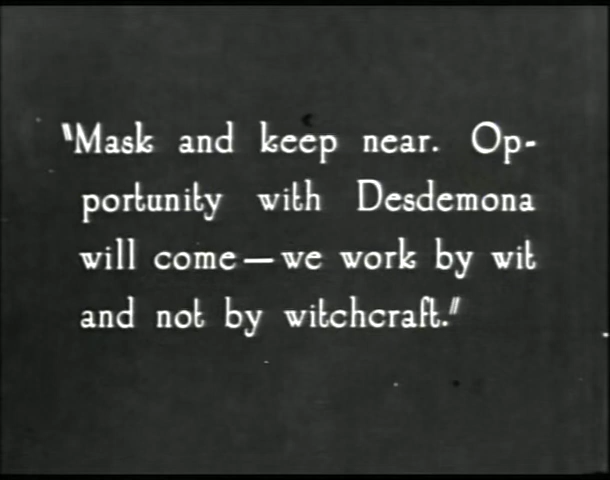 "Mask and keep near. Op-
portunity with Desdemona
will come—we work by wit
and not by witchcraft."